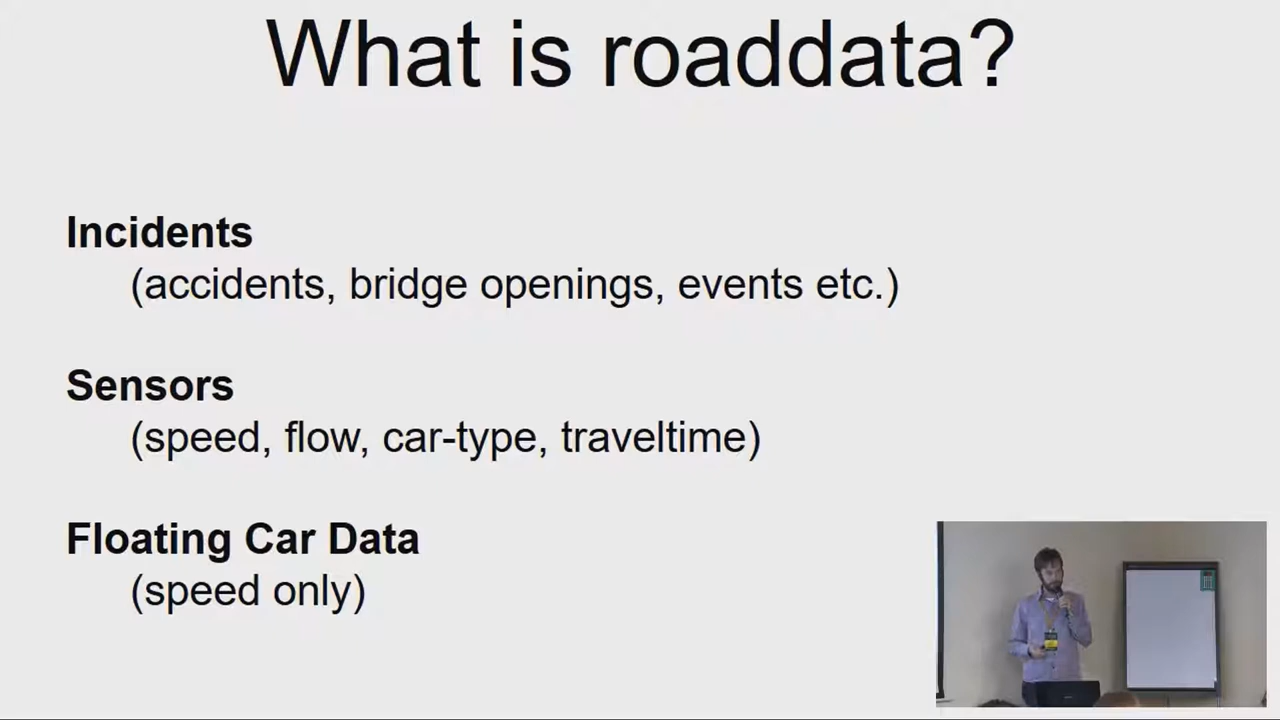 What is roaddata?
Incidents
(accidents, bridge openings, events etc.)
Sensors
(speed, flow, car-type, traveltime)
Floating Car Data
(speed only)